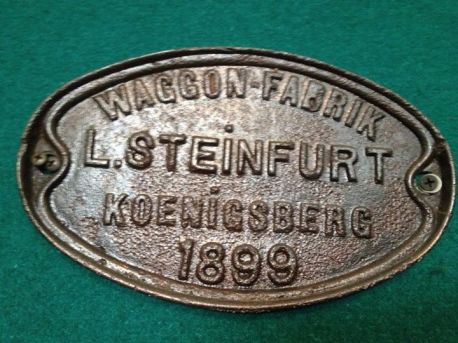 WAGGON-FABRIK
L.STEINFURT
KOENIGSBERG
1899